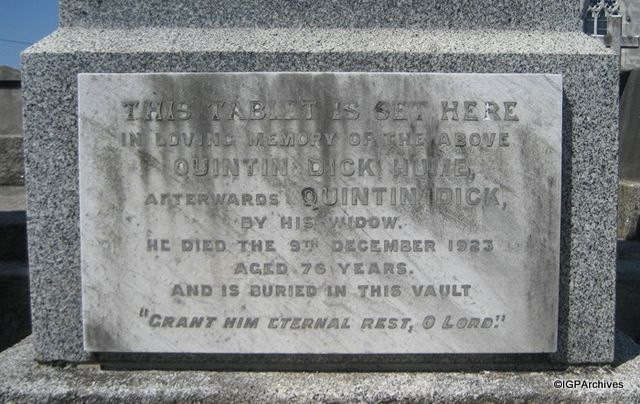 THIS TABLET IS SET HERE
IN LOVING MEMORY OF THE ABOVE
QUINTIN DICK HUME,
AFTERWARDS QUINTIN DICK,
BY HIS WIDOW.
HE DIED THE 9TH DECEMBER 1923
AGED 76 YEARS.
AND IS BURIED IN THIS VAULT
"GRANT HIM ETERNAL REST, O LORD."
©IGPArchives